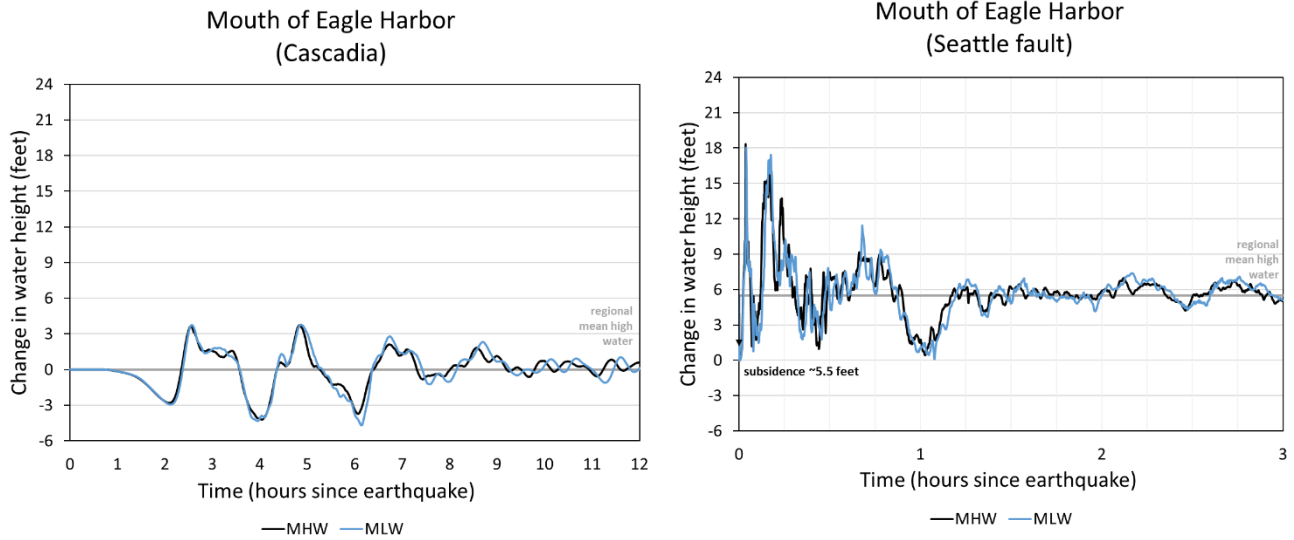 Mouth of Eagle Harbor
(Cascadia)
Change in water height (feet)
24
21
18
15
12
9
6
3
0
-3
-6
regional
mean high
water
0 1 2 3 4 5 6 7 8 9 10 11 12
Time (hours since earthquake)
MHW MLW
Mouth of Eagle Harbor
(Seattle fault)
Change in water height (feet)
24
21
18
15
12
9
6
3
0
-3
-6
regional
mean high
water
subsidence ~5.5 feet
0 1 2 3
Time (hours since earthquake)
MHW MLW